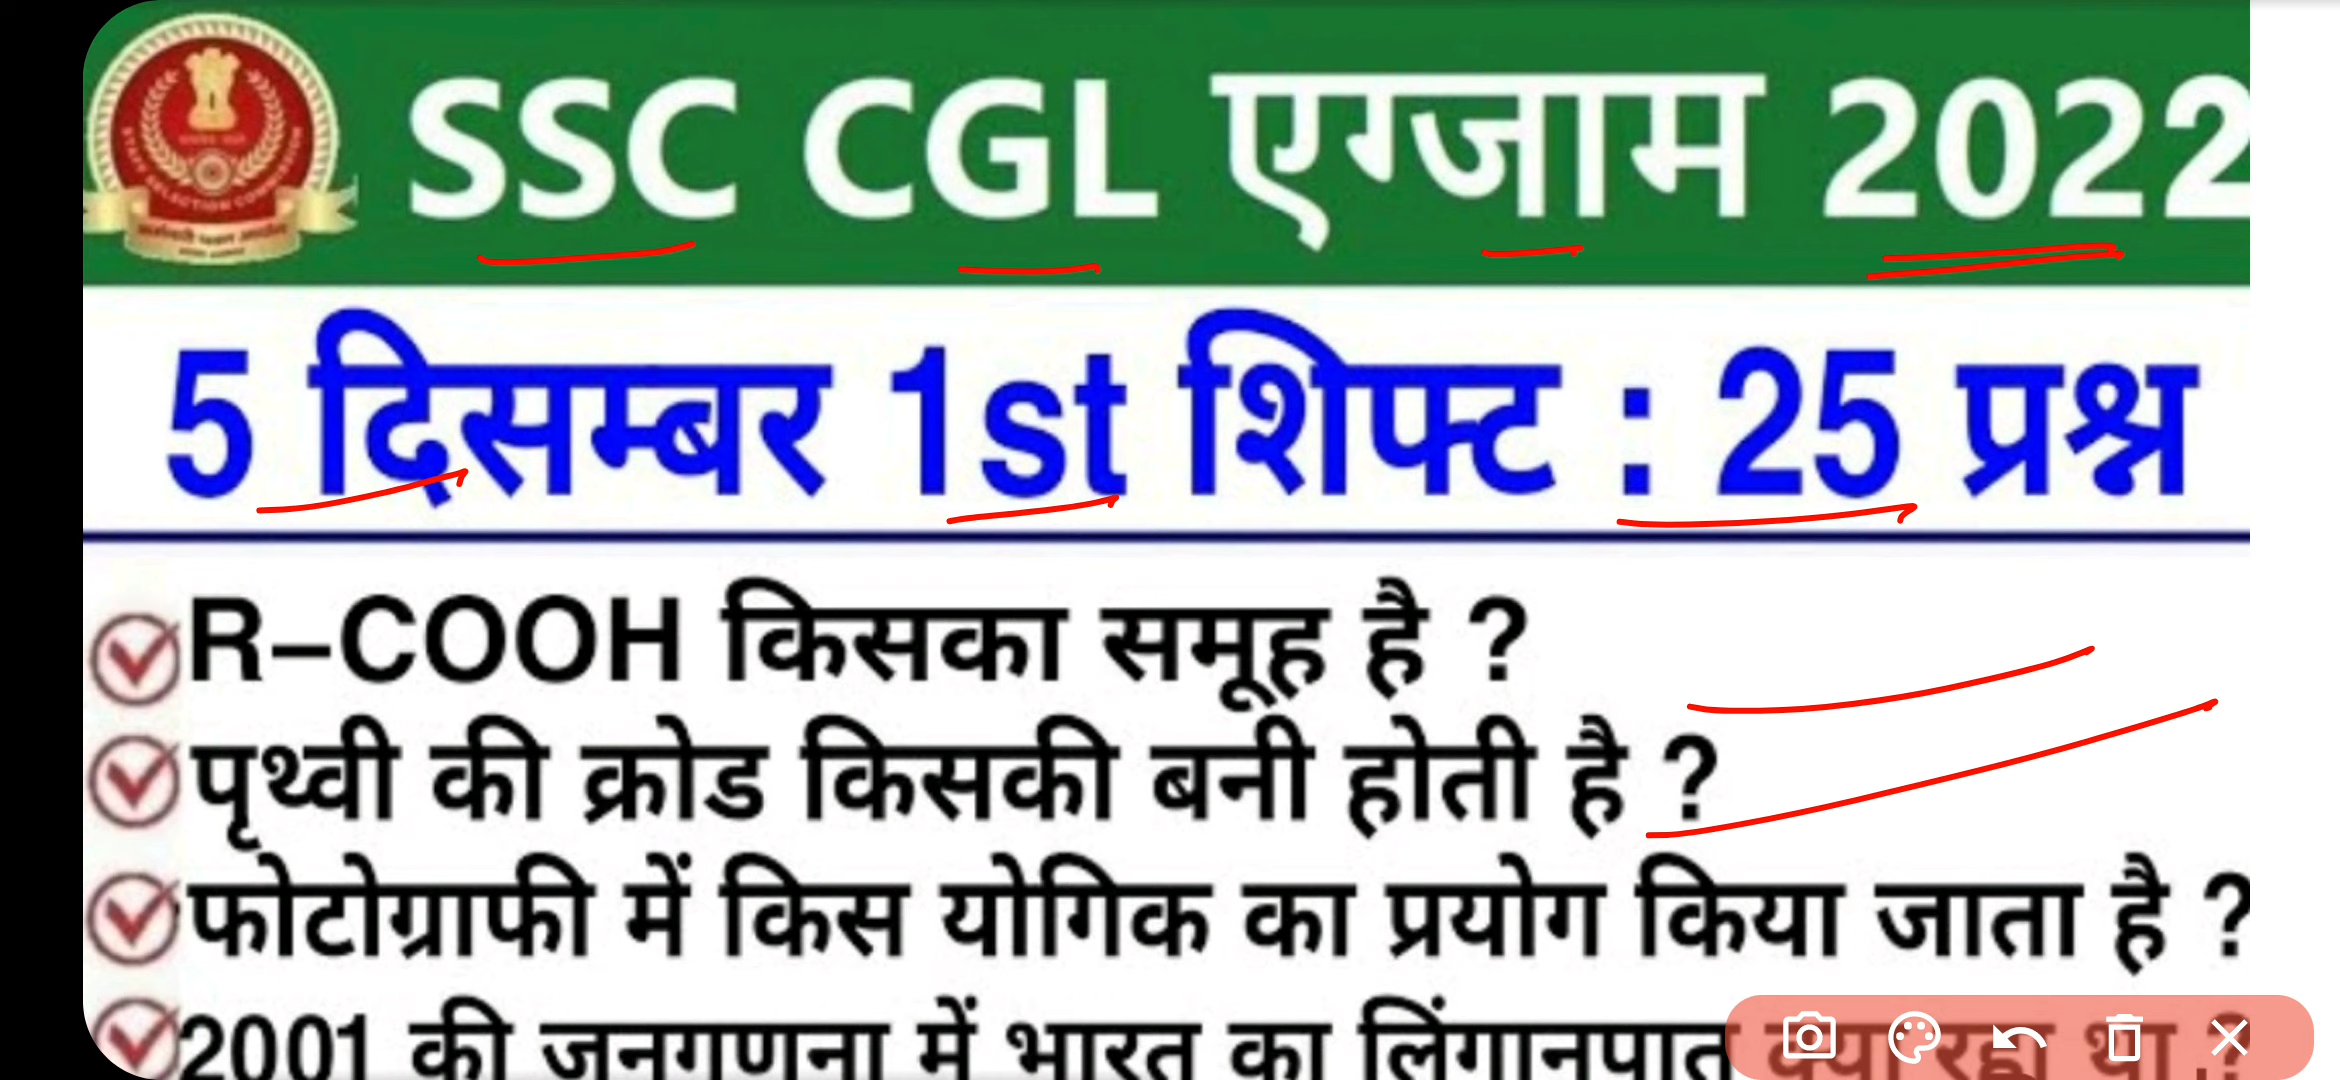 SSC CGL एग्जाम 2022
5 दिसम्बर 1st शिफ्ट : 25 प्रश्न
R–COOH किसका समूह है ?
पृथ्वी की क्रोड किसकी बनी होती है ?
फोटोग्राफी में किस योगिक का प्रयोग किया जाता है ?
2001 की जनगणना में भारत का लिंगानुपात क्या रहा था ?